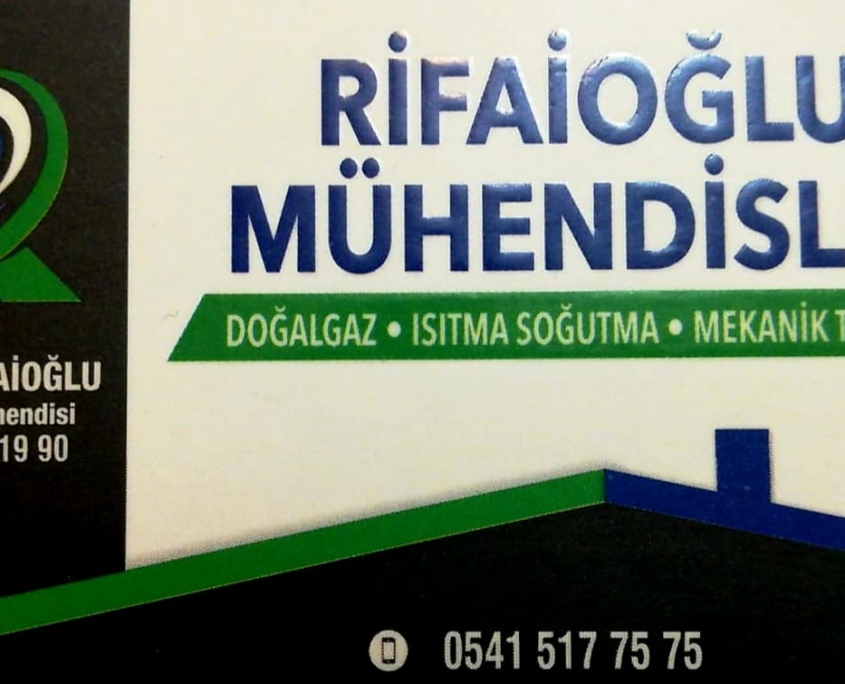 RİFAİOĞLU
MÜHENDİSL
DOĞALGAZ • ISITMA SOĞUTMA • MEKANİK T
AİOĞLU
hendisi
19 90
0541 517 75 75